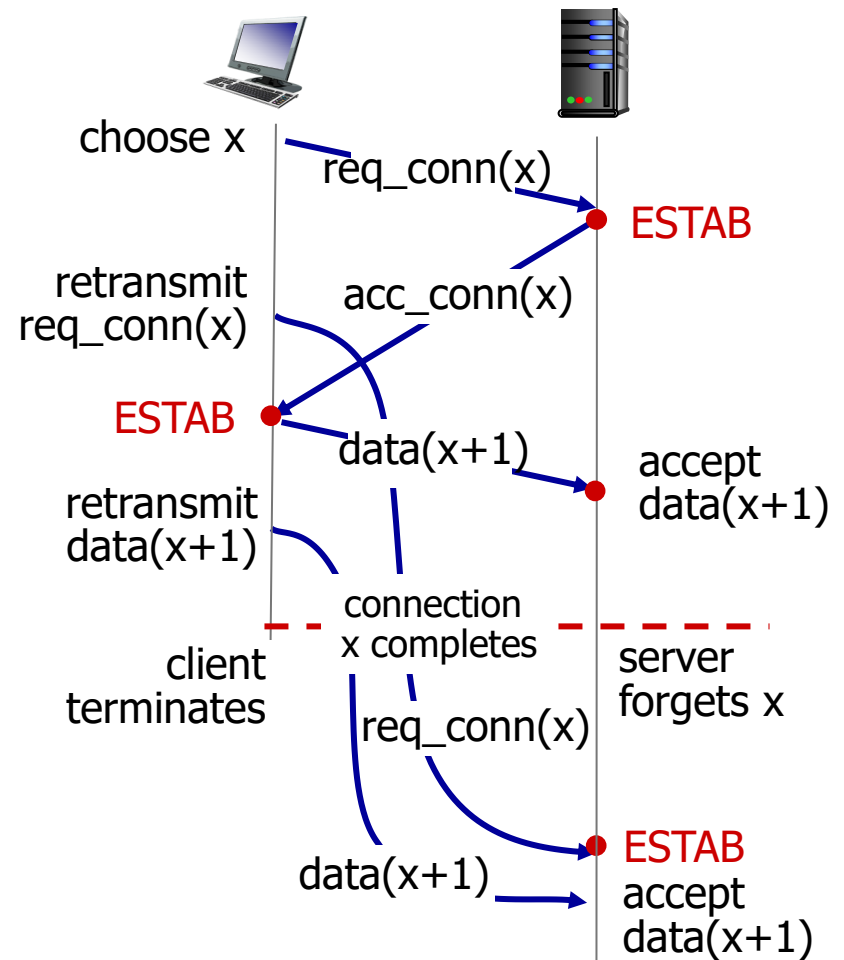 choose x
req_conn(x)
ESTAB
retransmit
req_conn(x)
acc_conn(x)
ESTAB
data(x+1)
accept
data(x+1)
retransmit
data(x+1)
connection
x completes
client
terminates
server
forgets x
req_conn(x)
ESTAB
data(x+1)
accept
data(x+1)